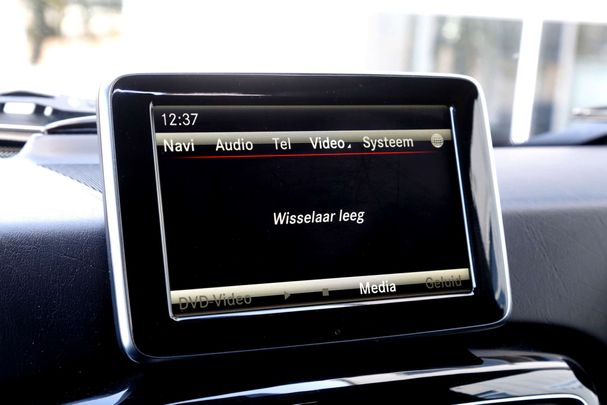 12:37
Navi Audio Tel Video Systeem
Wisselaar leeg
DVD-Video Media Geluid